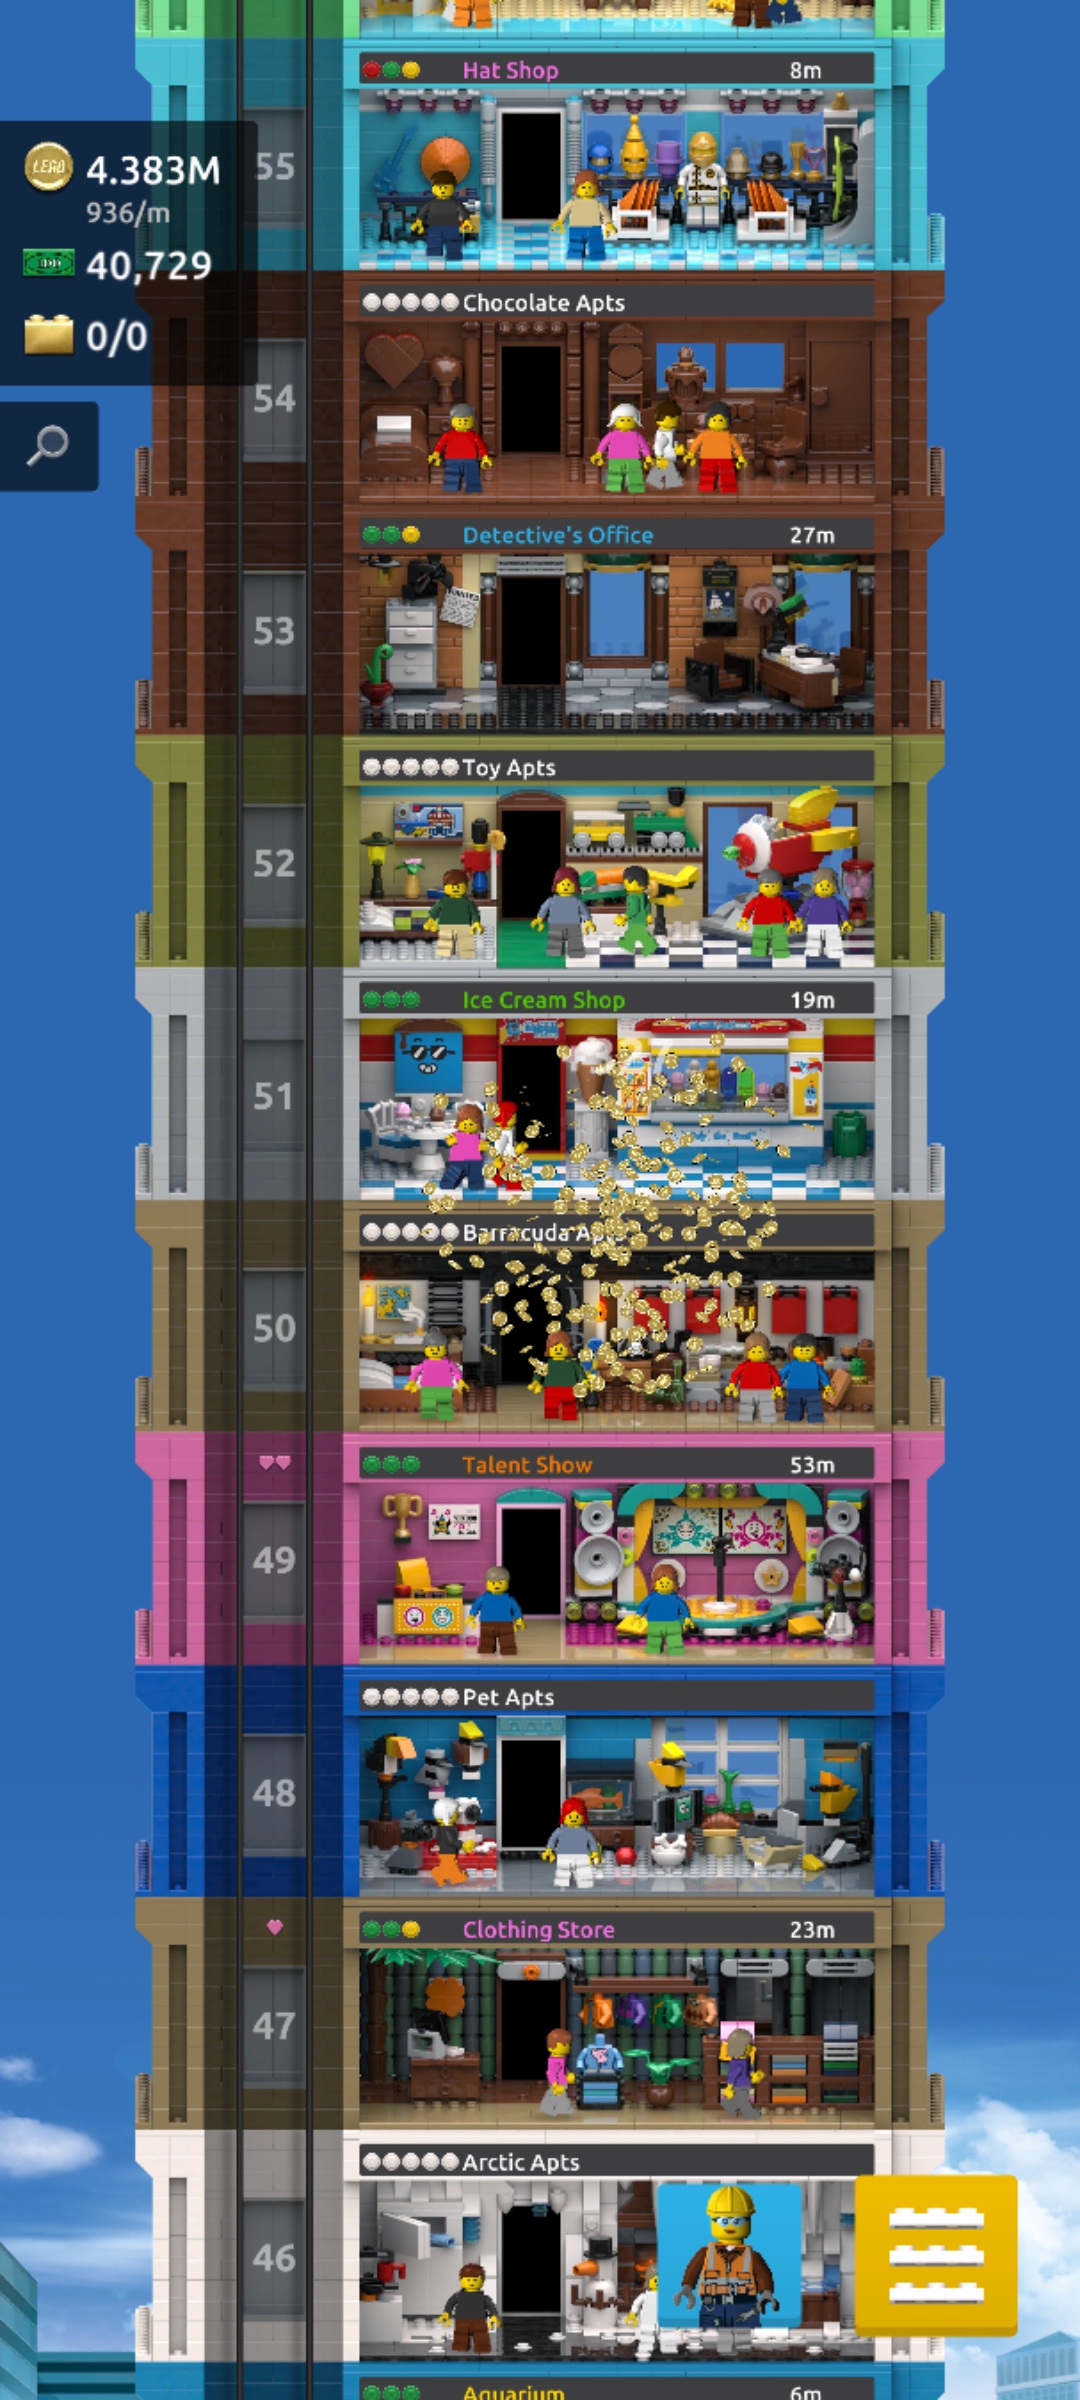 Hat Shop 8m
55
LEGO 4.383M
936/m
40,729
0/0
Chocolate Apts
54
Detective's Office 27m
WANTED
53
Toy Apts
52
Ice Cream Shop 19m
51
Barracuda Apts
50
Talent Show 53m
49
Pet Apts
48
Clothing Store 23m
47
Arctic Apts
46
Aquarium 6m